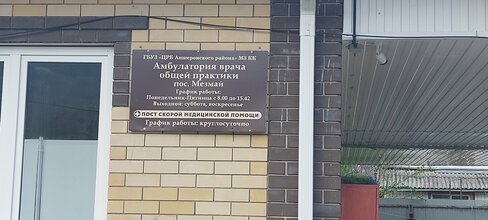 ГБУЗ «ЦРБ Апшеронского района» МЗ КК
Амбулатория врача
общей практики
пос. Мезмай
График работы:
Понедельник-Пятница с 8.00 до 15.42
Выходной: суббота, воскресенье
ПОСТ СКОРОЙ МЕДИЦИНСКОЙ ПОМОЩИ
График работы: круглосуточно